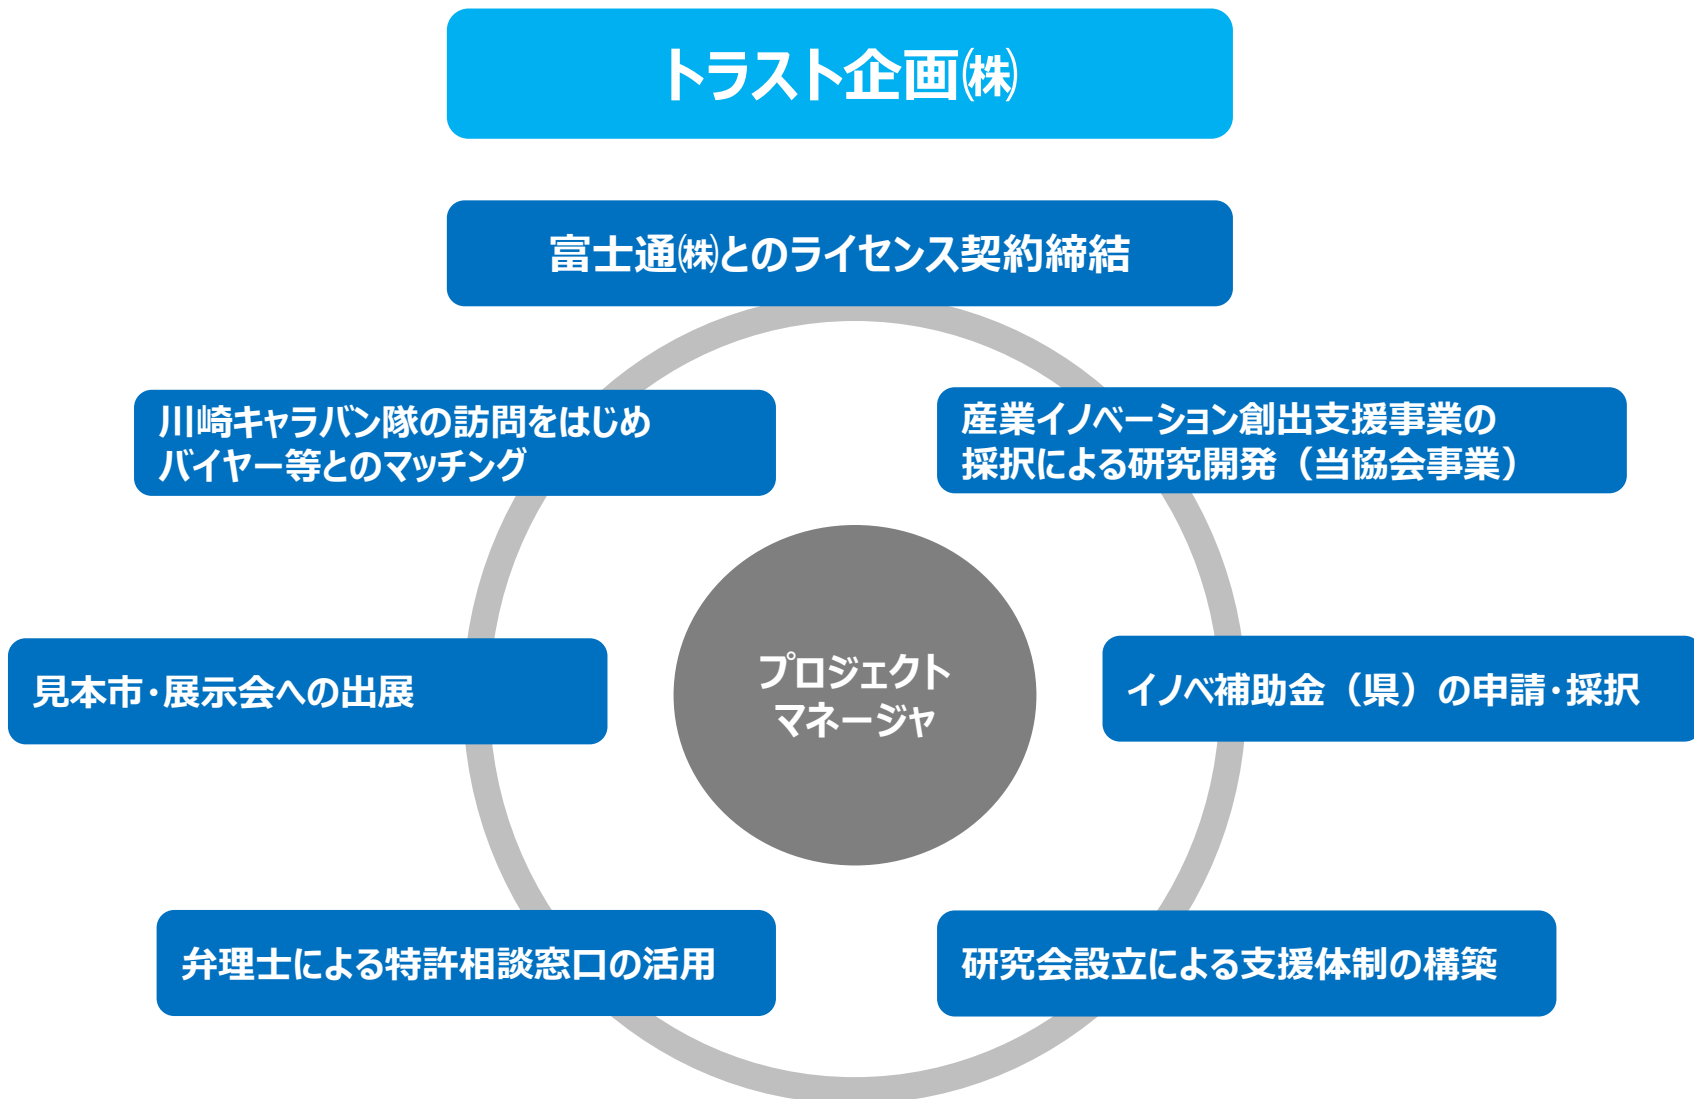 トラスト企画㈱
富士通㈱とのライセンス契約締結
川崎キャラバン隊の訪問をはじめ
バイヤー等とのマッチング
産業イノベーション創出支援事業の
採択による研究開発（当協会事業）
見本市・展示会への出展
プロジェクト
マネージャ
イノベ補助金（県）の申請・採択
弁理士による特許相談窓口の活用
研究会設立による支援体制の構築